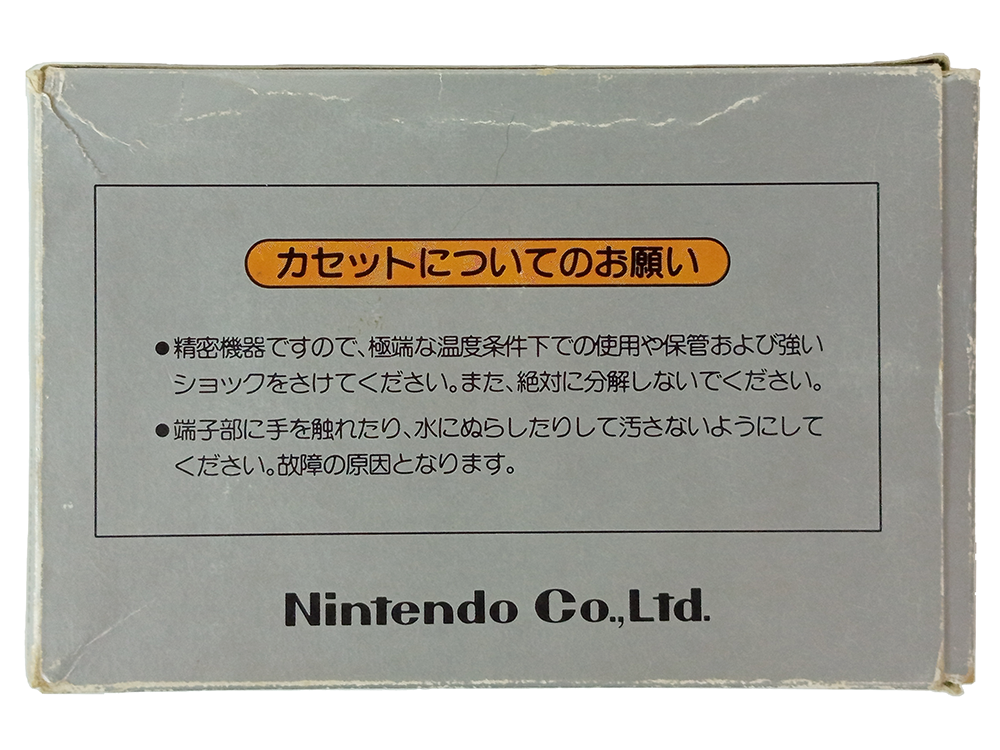 カセットについてのお願い
●精密機器ですので、極端な温度条件下での使用や保管および強い
ショックをさけてください。また、絶対に分解しないでください。
●端子部に手を触れたり、水にぬらしたりして汚さないようにして
ください。故障の原因となります。
Nintendo Co.,Ltd.